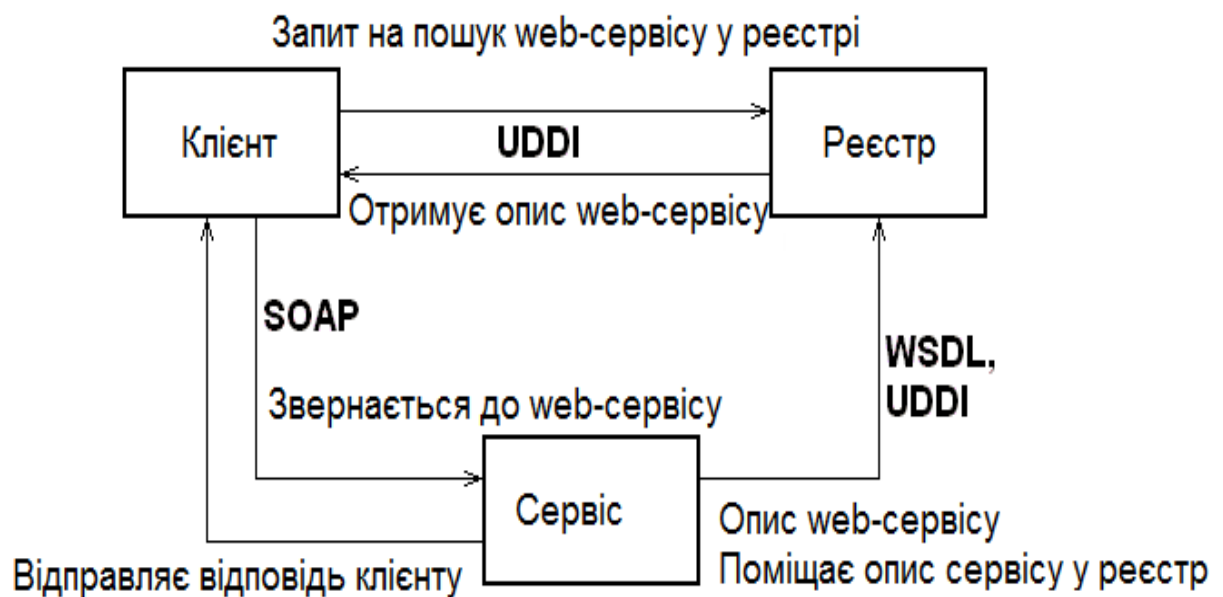 Запит на пошук web-сервісу у реєстрі
Клієнт
UDDI
Реєстр
Отримує опис web-сервісу
SOAP
WSDL,
UDDI
Звернається до web-сервісу
Сервіс
Опис web-сервісу
Поміщає опис сервісу у реєстр
Відправляє відповідь клієнту